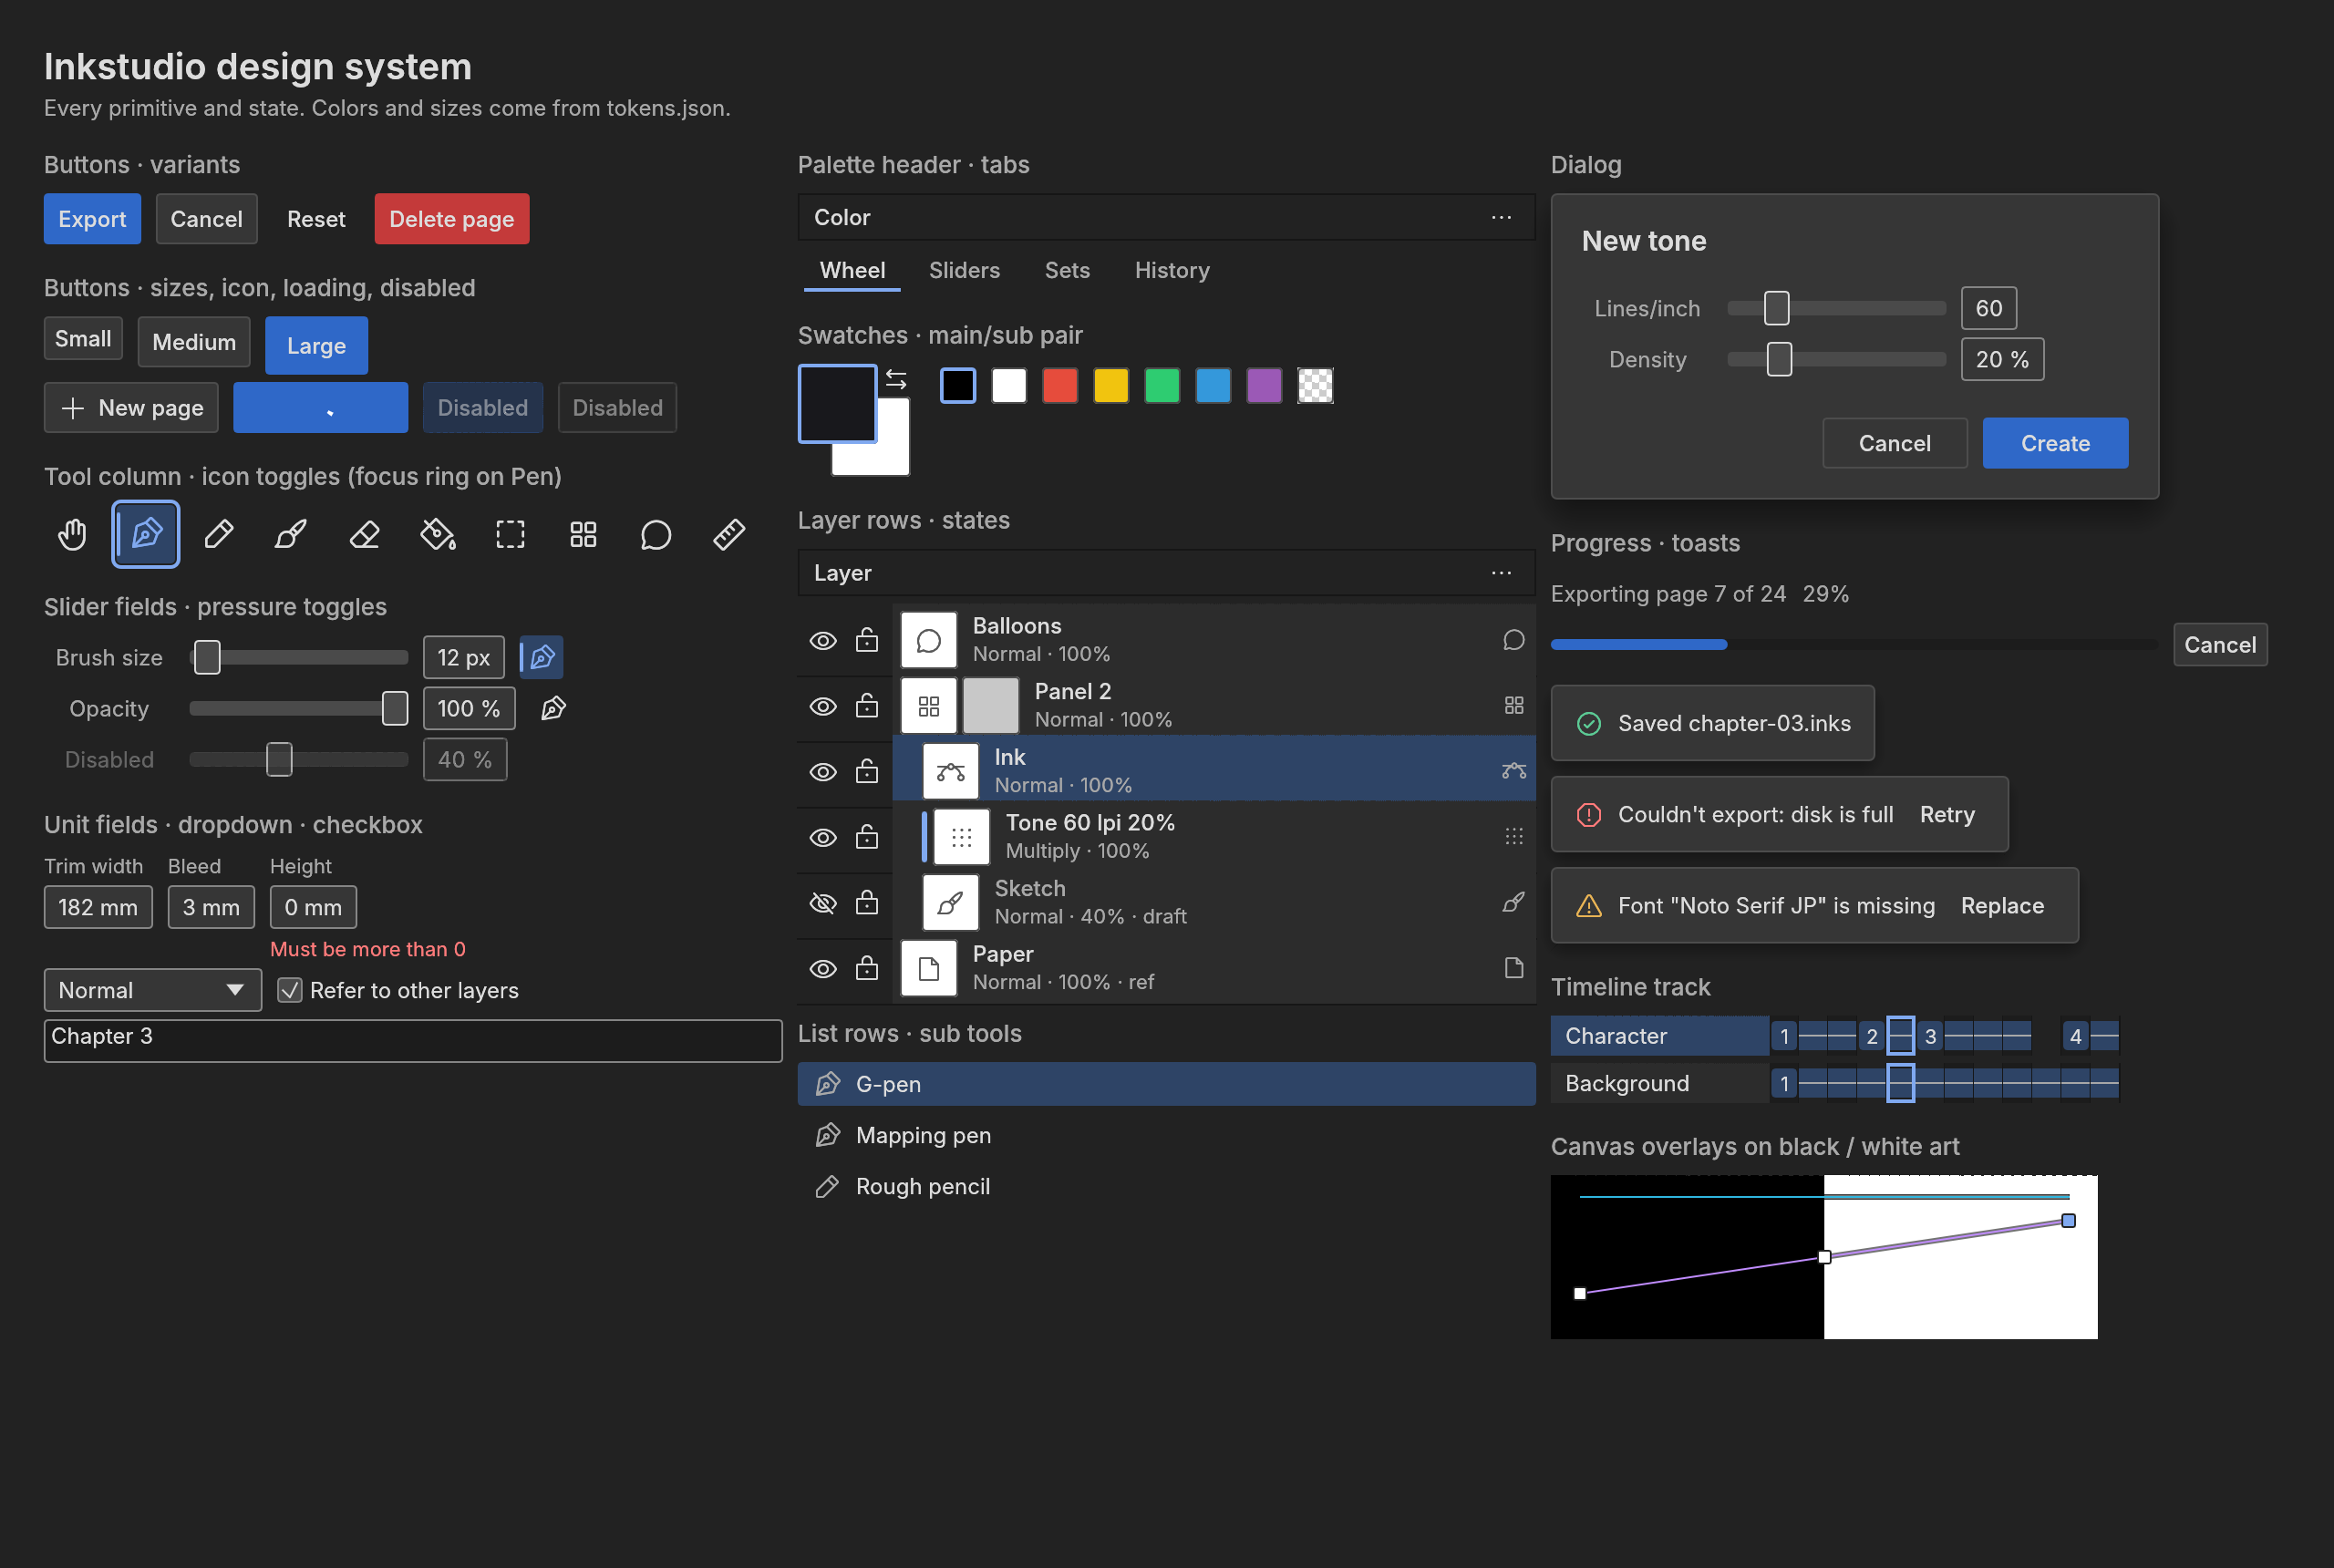 Inkstudio design system
Every primitive and state. Colors and sizes come from tokens.json.
Buttons · variants
Export Cancel Reset Delete page
Buttons · sizes, icon, loading, disabled
Small Medium Large
New page Disabled Disabled
Tool column · icon toggles (focus ring on Pen)
Slider fields · pressure toggles
Brush size 12 px
Opacity 100 %
Disabled 40 %
Unit fields · dropdown · checkbox
Trim width Bleed Height
182 mm 3 mm 0 mm
Must be more than 0
Normal Refer to other layers
Chapter 3
Palette header · tabs
Color ···
Wheel Sliders Sets History
Swatches · main/sub pair
Layer rows · states
Layer ···
Balloons
Normal · 100%
Panel 2
Normal · 100%
Ink
Normal · 100%
Tone 60 lpi 20%
Multiply · 100%
Sketch
Normal · 40% · draft
Paper
Normal · 100% · ref
List rows · sub tools
G-pen
Mapping pen
Rough pencil
Dialog
New tone
Lines/inch 60
Density 20 %
Cancel Create
Progress · toasts
Exporting page 7 of 24 29%
Cancel
Saved chapter-03.inks
Couldn't export: disk is full Retry
Font "Noto Serif JP" is missing Replace
Timeline track
Character 1 2 3 4
Background 1
Canvas overlays on black / white art